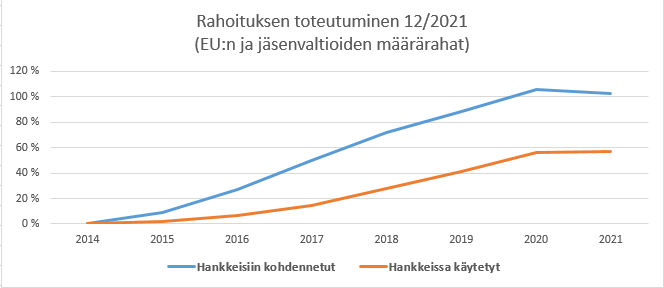 Rahoituksen toteutuminen 12/2021
(EU:n ja jäsenvaltioiden määrärahat)
120 %
100 %
80 %
60 %
40 %
20 %
0 %
2014 2015 2016 2017 2018 2019 2020 2021
Hankkeisiin kohdennetut Hankkeissa käytetyt